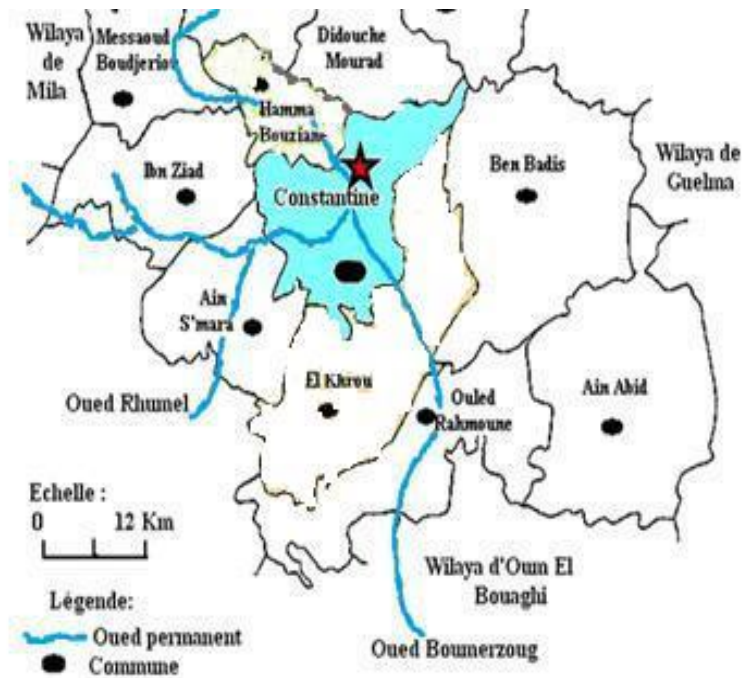 Wilaya
de
Mila
Messaoud
Boudjeriou
Didouche
Mourad
Hamma
Bouziane
Ibn Ziad
Constantine
Ben Badis
Wilaya de
Guelma
Ain
S'mara
El Khrou
Oued Rhumel
Ouled
Rahmoune
Ain Abid
Echelle :
0 12 Km
Wilaya d'Oum El
Bouaghi
Légende:
Oued permanent
Oued Boumerzoug
Commune